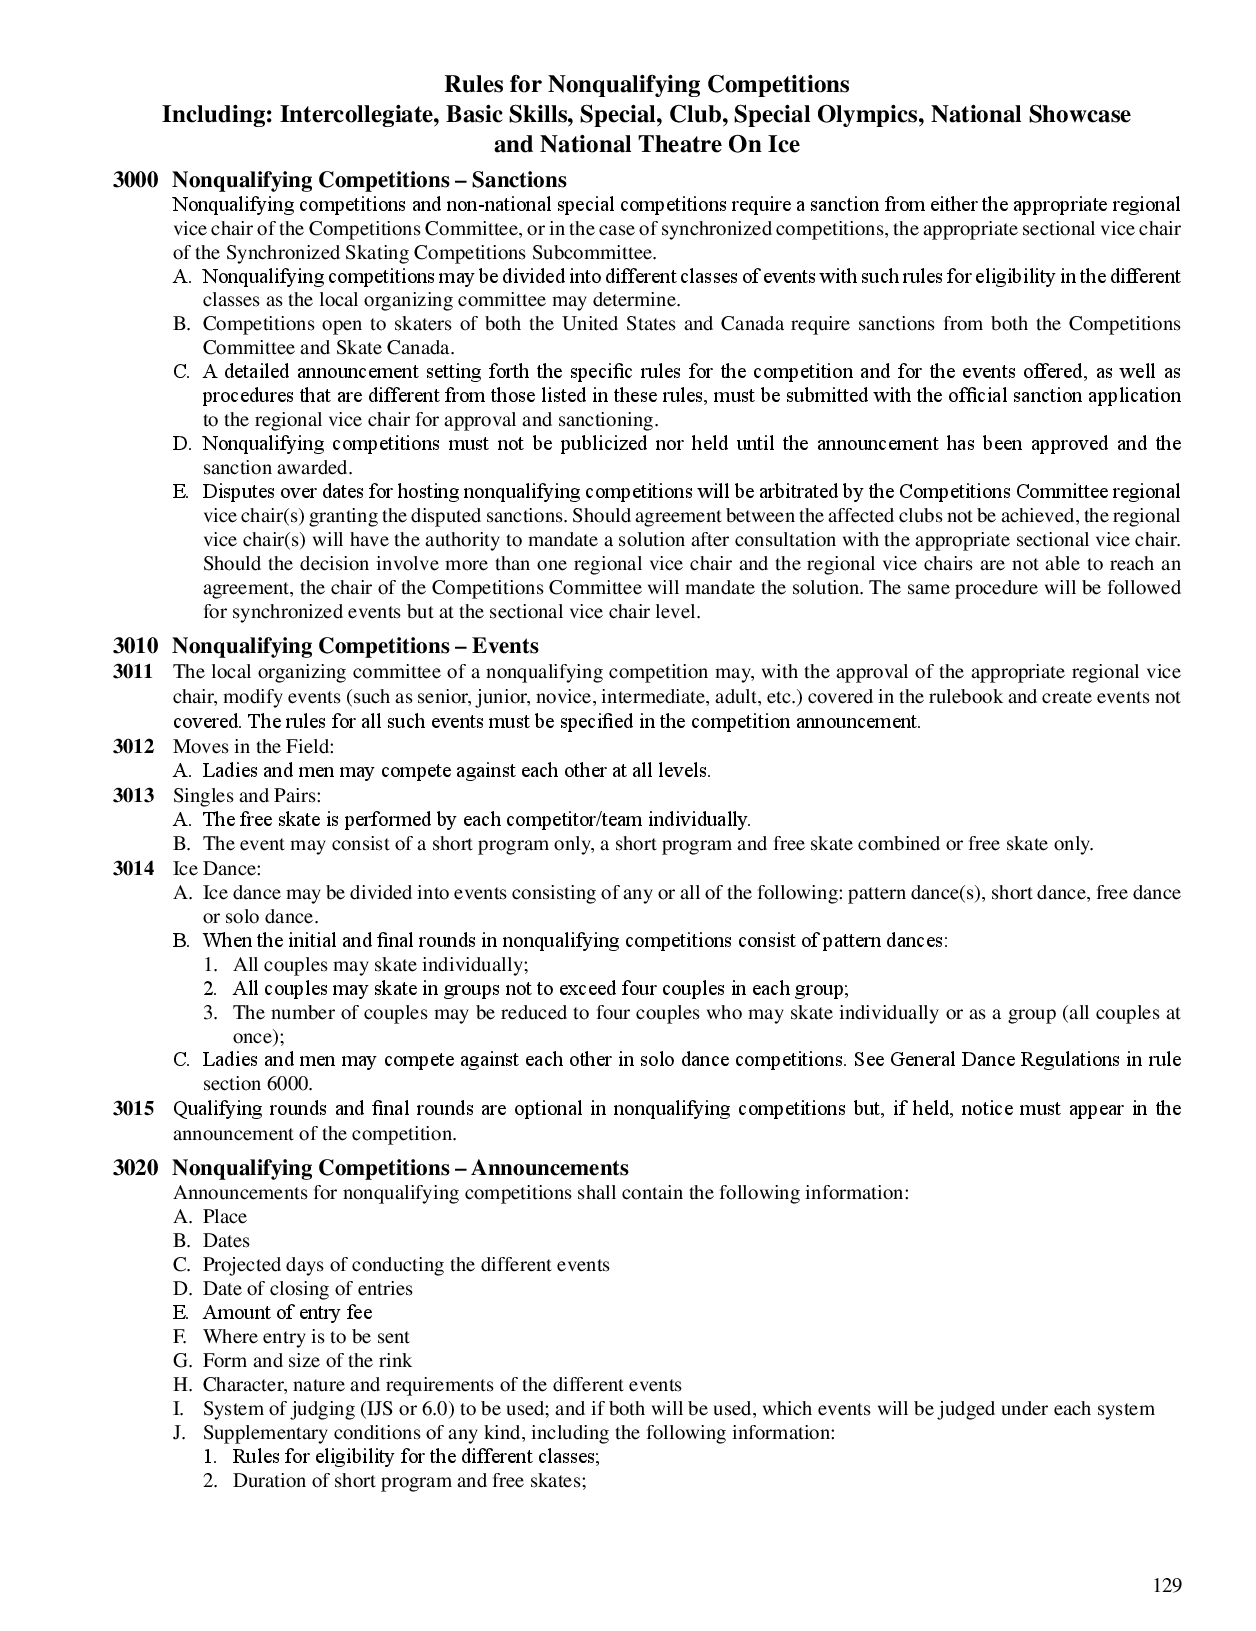 Rules for Nonqualifying Competitions
Including: Intercollegiate, Basic Skills, Special, Club, Special Olympics, National Showcase
and National Theatre On Ice
3000 Nonqualifying Competitions – Sanctions
Nonqualifying competitions and non-national special competitions require a sanction from either the appropriate regional
vice chair of the Competitions Committee, or in the case of synchronized competitions, the appropriate sectional vice chair
of the Synchronized Skating Competitions Subcommittee.
A. Nonqualifying competitions may be divided into different classes of events with such rules for eligibility in the different
classes as the local organizing committee may determine.
B. Competitions open to skaters of both the United States and Canada require sanctions from both the Competitions
Committee and Skate Canada.
C. A detailed announcement setting forth the specific rules for the competition and for the events offered, as well as
procedures that are different from those listed in these rules, must be submitted with the official sanction application
to the regional vice chair for approval and sanctioning.
D. Nonqualifying competitions must not be publicized nor held until the announcement has been approved and the
sanction awarded.
E. Disputes over dates for hosting nonqualifying competitions will be arbitrated by the Competitions Committee regional
vice chair(s) granting the disputed sanctions. Should agreement between the affected clubs not be achieved, the regional
vice chair(s) will have the authority to mandate a solution after consultation with the appropriate sectional vice chair.
Should the decision involve more than one regional vice chair and the regional vice chairs are not able to reach an
agreement, the chair of the Competitions Committee will mandate the solution. The same procedure will be followed
for synchronized events but at the sectional vice chair level.
3010 Nonqualifying Competitions – Events
3011 The local organizing committee of a nonqualifying competition may, with the approval of the appropriate regional vice
chair, modify events (such as senior, junior, novice, intermediate, adult, etc.) covered in the rulebook and create events not
covered. The rules for all such events must be specified in the competition announcement.
3012 Moves in the Field:
A. Ladies and men may compete against each other at all levels.
3013 Singles and Pairs:
A. The free skate is performed by each competitor/team individually.
B. The event may consist of a short program only, a short program and free skate combined or free skate only.
3014 Ice Dance:
A. Ice dance may be divided into events consisting of any or all of the following: pattern dance(s), short dance, free dance
or solo dance.
B. When the initial and final rounds in nonqualifying competitions consist of pattern dances:
1. All couples may skate individually;
2. All couples may skate in groups not to exceed four couples in each group;
3. The number of couples may be reduced to four couples who may skate individually or as a group (all couples at
once);
C. Ladies and men may compete against each other in solo dance competitions. See General Dance Regulations in rule
section 6000.
3015 Qualifying rounds and final rounds are optional in nonqualifying competitions but, if held, notice must appear in the
announcement of the competition.
3020 Nonqualifying Competitions – Announcements
Announcements for nonqualifying competitions shall contain the following information:
A. Place
B. Dates
C. Projected days of conducting the different events
D. Date of closing of entries
E. Amount of entry fee
F. Where entry is to be sent
G. Form and size of the rink
H. Character, nature and requirements of the different events
I. System of judging (IJS or 6.0) to be used; and if both will be used, which events will be judged under each system
J. Supplementary conditions of any kind, including the following information:
1. Rules for eligibility for the different classes;
2. Duration of short program and free skates;
129